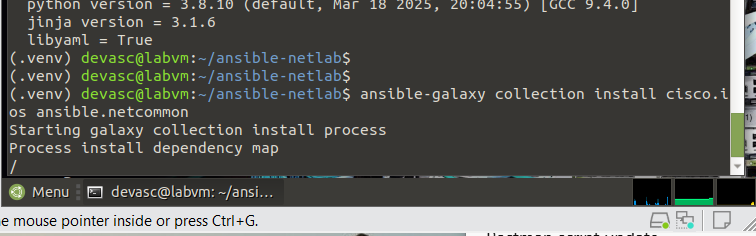 python version = 3.8.10 (default, Mar 18 2025, 20:04:55) [GCC 9.4.0]
jinja version = 3.1.6
libyaml = True
(.venv) devasc@labvm:~/ansible-netlab$
(.venv) devasc@labvm:~/ansible-netlab$
(.venv) devasc@labvm:~/ansible-netlab$ ansible-galaxy collection install cisco.i
os ansible.netcommon
Starting galaxy collection install process
Process install dependency map
/
Menu
devasc@labvm: ~/ansi...
e mouse pointer inside or press Ctrl+G.